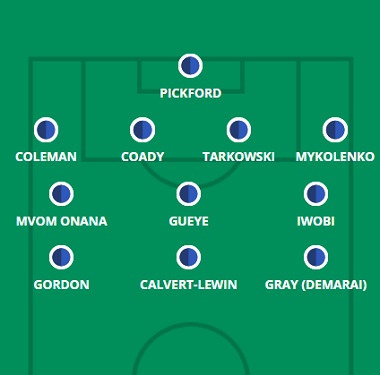 PICKFORD
COLEMAN COADY TARKOWSKI MYKOLENKO
MVOM ONANA GUEYE IWOBI
GORDON CALVERT-LEWIN GRAY (DEMARAI)